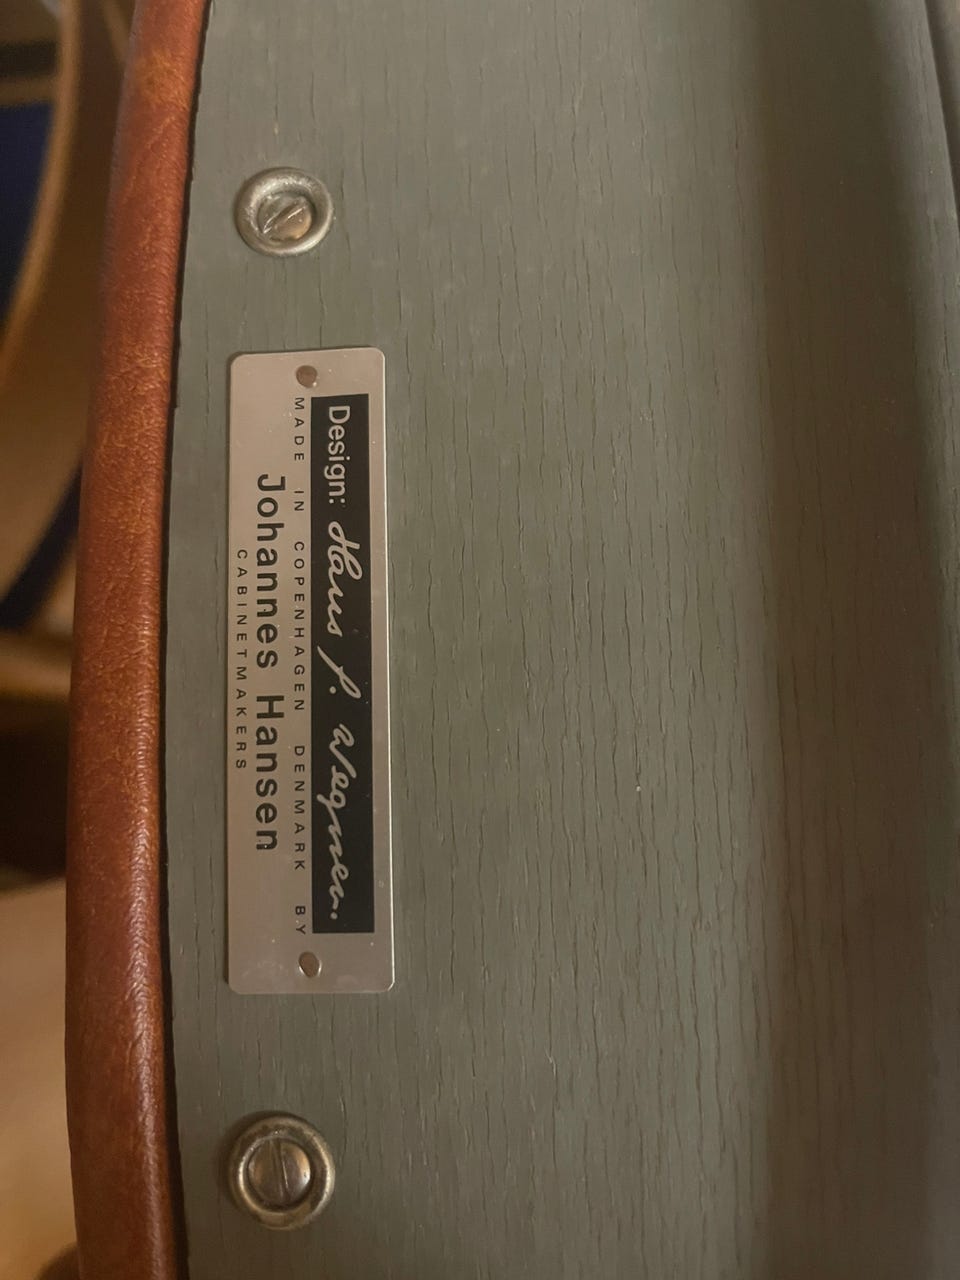 Design: Hans J. Wegner.
MADE IN COPENHAGEN DENMARK BY
Johannes Hansen
CABINETMAKERS